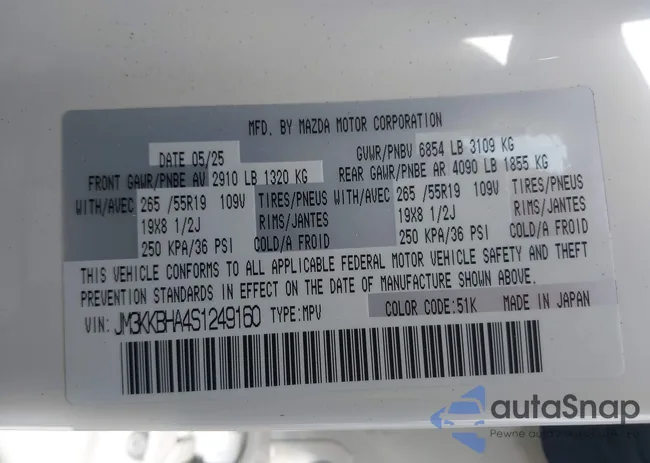 MFD. BY MAZDA MOTOR CORPORATION
DATE 05/25
GVWR/PNBV 6854 LB 3109 KG
FRONT GAWR/PNBE AV 2910 LB 1320 KG
REAR GAWR/PNBE AR 4090 LB 1855 KG
WITH/AVEC 265 /55R19 109V TIRES/PNEUS WITH/AVEC 265 /55R19 109V TIRES/PNEUS
19X8 1/2J RIMS/JANTES 19X8 1/2J RIMS/JANTES
250 KPA/36 PSI COLD/A FROID 250 KPA/36 PSI COLD/A FROID
THIS VEHICLE CONFORMS TO ALL APPLICABLE FEDERAL MOTOR VEHICLE SAFETY AND THEFT
PREVENTION STANDARDS IN EFFECT ON THE DATE OF MANUFACTURE SHOWN ABOVE.
COLOR CODE:51K MADE IN JAPAN
VIN: JM3KKBHA4S1249160 TYPE:MPV
autaSnap
Pewne auto